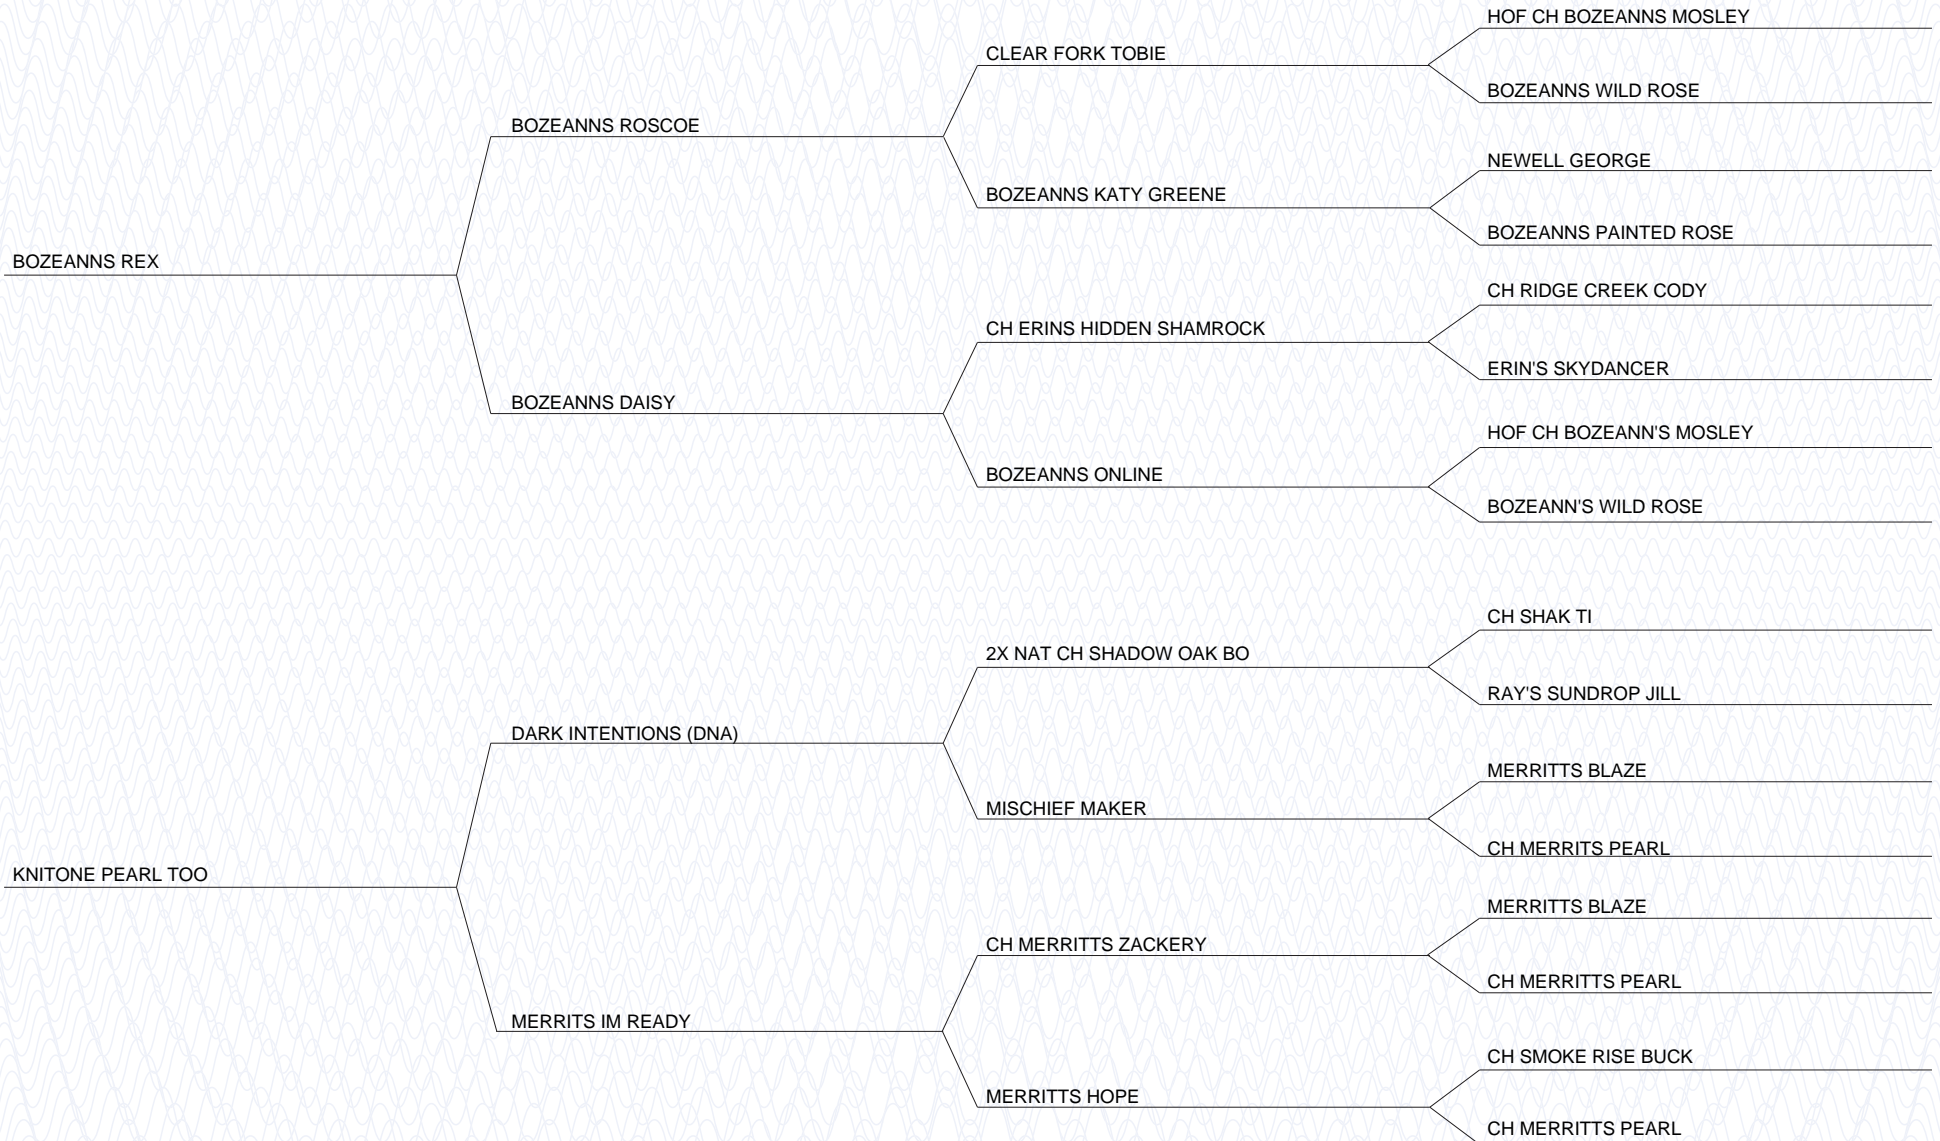 HOF CH BOZEANNS MOSLEY
CLEAR FORK TOBIE
BOZEANNS WILD ROSE
BOZEANNS ROSCOE
NEWELL GEORGE
BOZEANNS KATY GREENE
BOZEANNS PAINTED ROSE
BOZEANNS REX
CH RIDGE CREEK CODY
CH ERINS HIDDEN SHAMROCK
ERIN'S SKYDANCER
BOZEANNS DAISY
HOF CH BOZEANN'S MOSLEY
BOZEANNS ONLINE
BOZEANN'S WILD ROSE
CH SHAK TI
2X NAT CH SHADOW OAK BO
RAY'S SUNDROP JILL
DARK INTENTIONS (DNA)
MERRITTS BLAZE
MISCHIEF MAKER
CH MERRITS PEARL
KNITONE PEARL TOO
MERRITTS BLAZE
CH MERRITTS ZACKERY
CH MERRITTS PEARL
MERRITS IM READY
CH SMOKE RISE BUCK
MERRITTS HOPE
CH MERRITTS PEARL